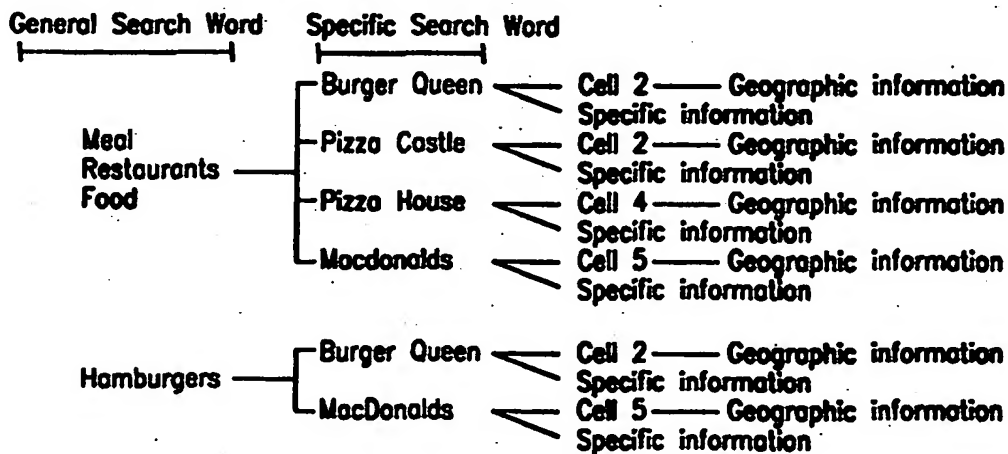 General Search Word Specific Search Word
Burger Queen Cell 2 Geographic information
Specific information
Meal
Restaurants
Food
Pizza Castle Cell 2 Geographic information
Specific information
Pizza House Cell 4 Geographic information
Specific information
Macdonalds Cell 5 Geographic information
Specific information
Hamburgers
Burger Queen Cell 2 Geographic information
Specific information
MacDonalds Cell 5 Geographic information
Specific information